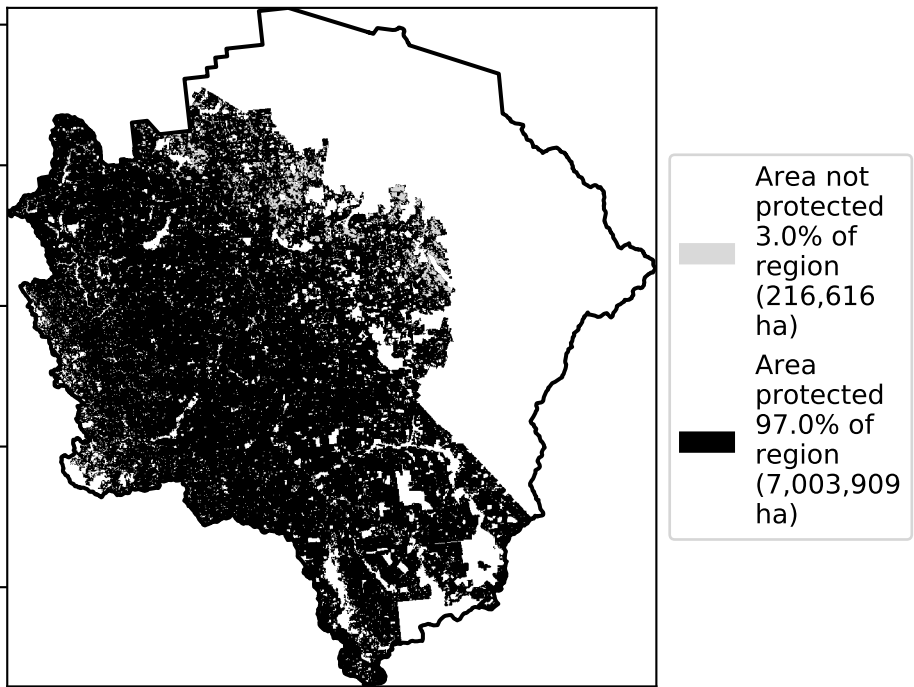 Area not
protected
3.0% of
region
(216,616
ha)
Area
protected
97.0% of
region
(7,003,909
ha)